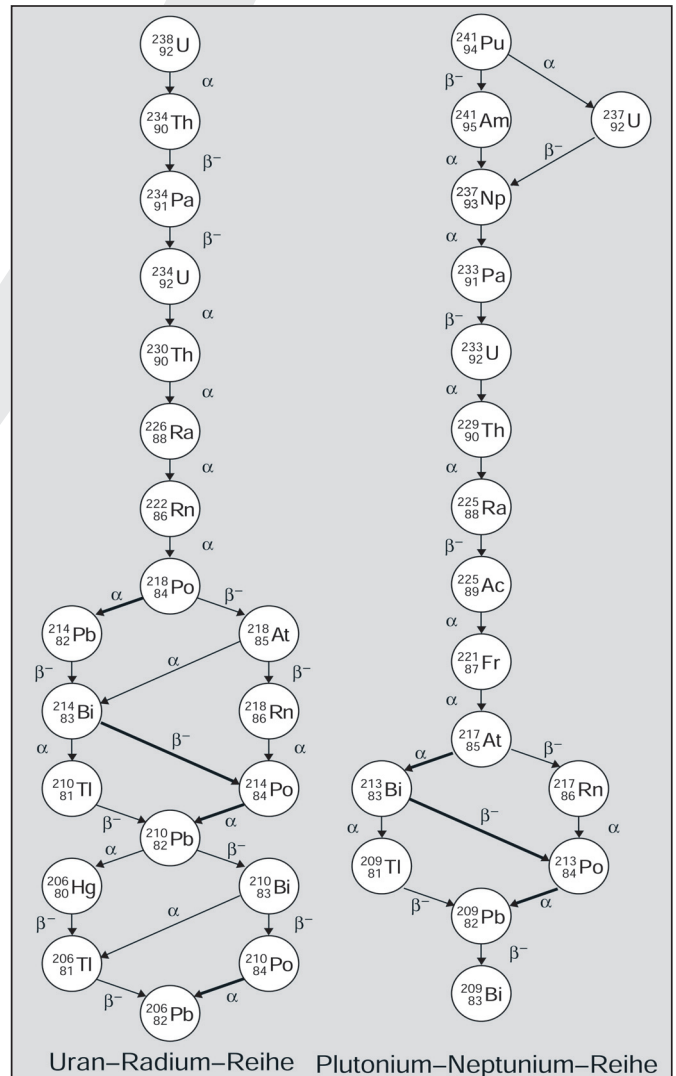 238
92 U
α
234
90 Th
β⁻
234
91 Pa
β⁻
234
92 U
α
230
90 Th
α
226
88 Ra
α
222
86 Rn
α
218
84 Po
α
β⁻
214
82 Pb
218
85 At
β⁻
α
β⁻
214
83 Bi
218
86 Rn
α
β⁻
α
210
81 Tl
214
84 Po
β⁻
α
210
82 Pb
α
β⁻
206
80 Hg
210
83 Bi
β⁻
α
β⁻
206
81 Tl
210
84 Po
β⁻
α
206
82 Pb
Uran–Radium–Reihe
241
94 Pu
α
β⁻
241
95 Am
237
92 U
α
β⁻
237
93 Np
α
233
91 Pa
β⁻
233
92 U
α
229
90 Th
α
225
88 Ra
β⁻
225
89 Ac
α
221
87 Fr
α
217
85 At
α
β⁻
213
83 Bi
217
86 Rn
α
β⁻
α
209
81 Tl
213
84 Po
β⁻
α
209
82 Pb
β⁻
209
83 Bi
Plutonium–Neptunium–Reihe